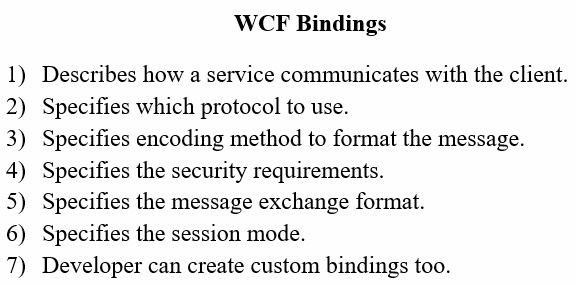 WCF Bindings
1) Describes how a service communicates with the client.
2) Specifies which protocol to use.
3) Specifies encoding method to format the message.
4) Specifies the security requirements.
5) Specifies the message exchange format.
6) Specifies the session mode.
7) Developer can create custom bindings too.